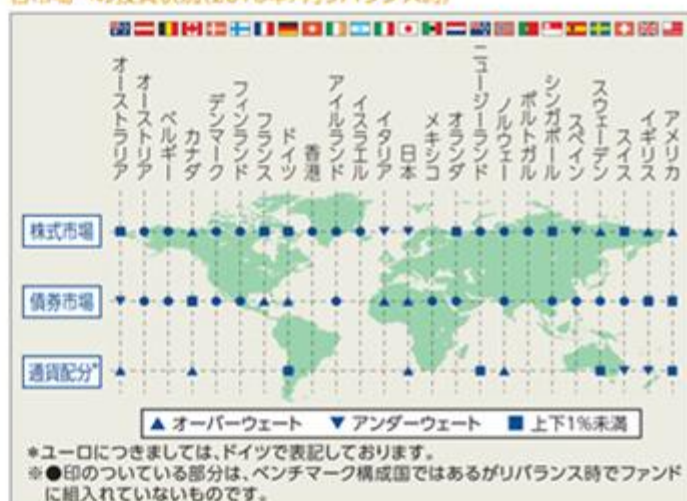 オーストラリア
オーストリア
ベルギー
カナダ
デンマーク
フィンランド
フランス
ドイツ
香港
アイルランド
イスラエル
イタリア
日本
メキシコ
オランダ
ニュージーランド
ノルウェー
ポルトガル
シンガポール
スペイン
スウェーデン
スイス
イギリス
アメリカ
株式市場
債券市場
通貨配分*
▲ オーバーウェート ▼ アンダーウェート ■ 上下1%未満
*ユーロにつきましては、ドイツで表記しております。
※●印のついている部分は、ベンチマーク構成国ではあるがリバランス時でファンド
に組入れていないものです。